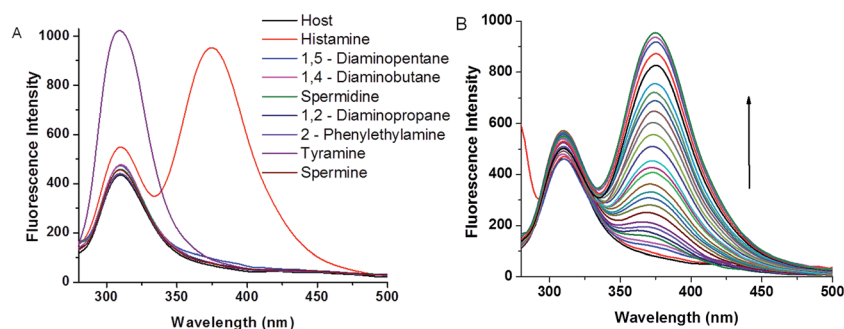 A
Host
Histamine
1,5 - Diaminopentane
1,4 - Diaminobutane
Spermidine
1,2 - Diaminopropane
2 - Phenylethylamine
Tyramine
Spermine
Fluorescence Intensity
1000
800
600
400
200
0
300 350 400 450 500
Wavelength (nm)
B
Fluorescence Intensity
1000
800
600
400
200
0
300 350 400 450 500
Wavelength (nm)